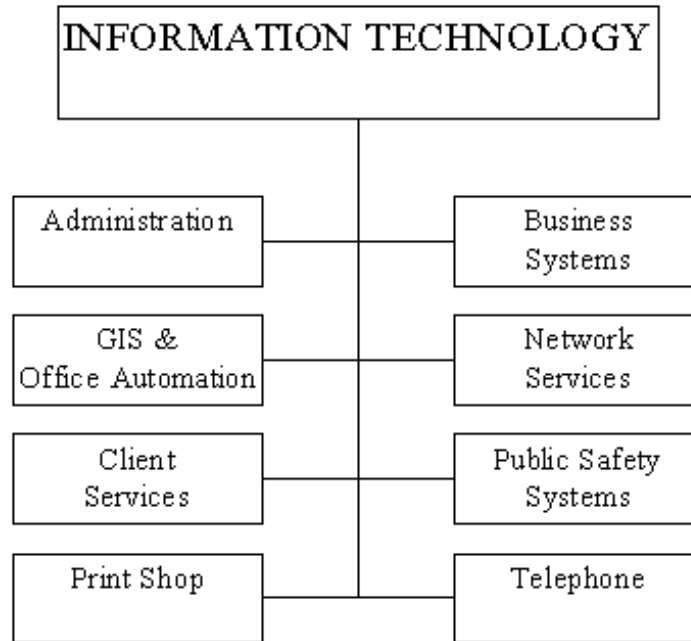 INFORMATION TECHNOLOGY
Administration
Business
Systems
GIS &
Office Automation
Network
Services
Client
Services
Public Safety
Systems
Print Shop
Telephone